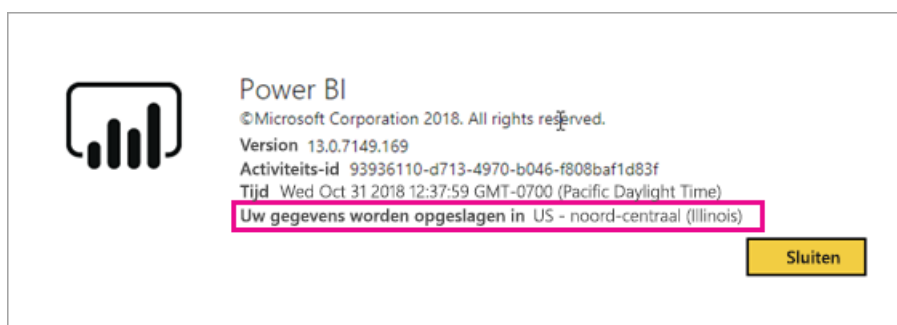 Power BI
©Microsoft Corporation 2018. All rights reserved.
Version 13.0.7149.169
Activiteits-id 93936110-d713-4970-b046-f808baf1d83f
Tijd Wed Oct 31 2018 12:37:59 GMT-0700 (Pacific Daylight Time)
Uw gegevens worden opgeslagen in US - noord-centraal (Illinois)
Sluiten